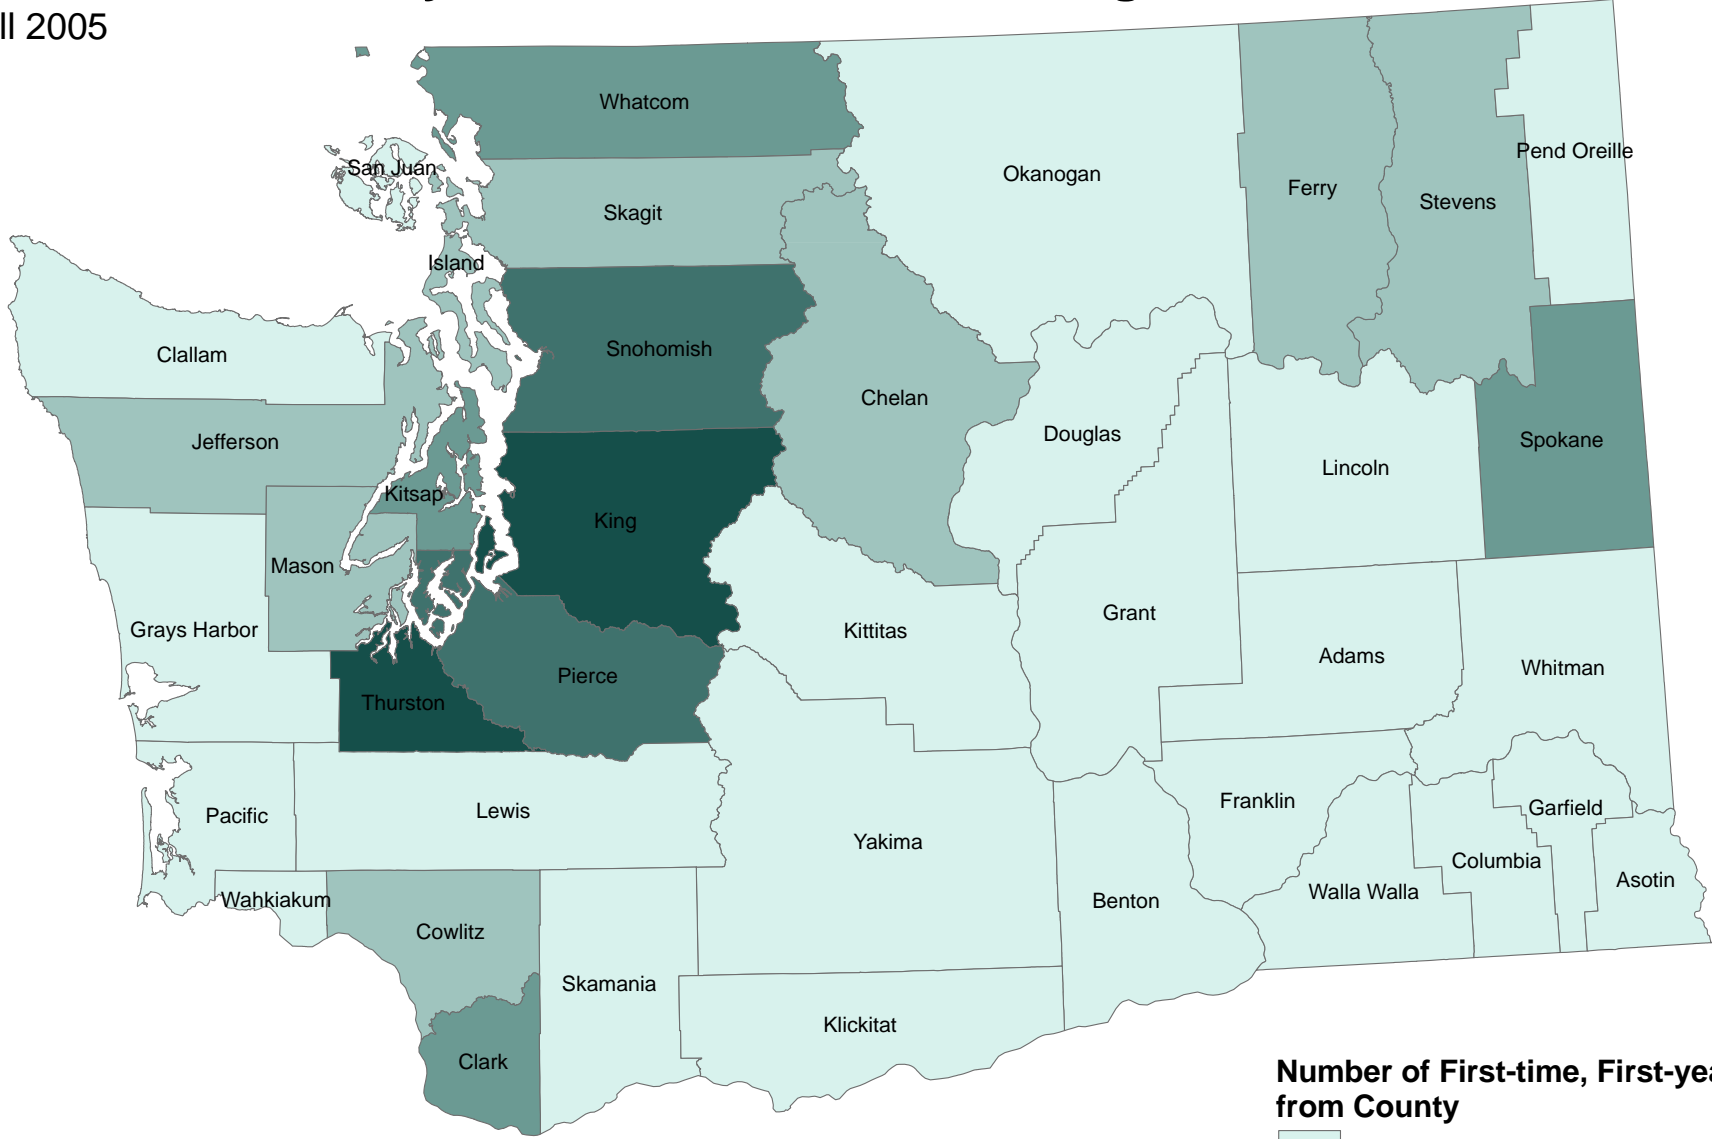 ll 2005
Whatcom
San Juan
Okanogan
Pend Oreille
Ferry
Stevens
Skagit
Island
Clallam
Snohomish
Chelan
Jefferson
Douglas
Lincoln
Spokane
Kitsap
King
Mason
Grays Harbor
Kittitas
Grant
Adams
Whitman
Thurston
Pierce
Pacific
Lewis
Yakima
Franklin
Garfield
Columbia
Asotin
Wahkiakum
Cowlitz
Benton
Walla Walla
Skamania
Klickitat
Clark
Number of First-time, First-yea
from County